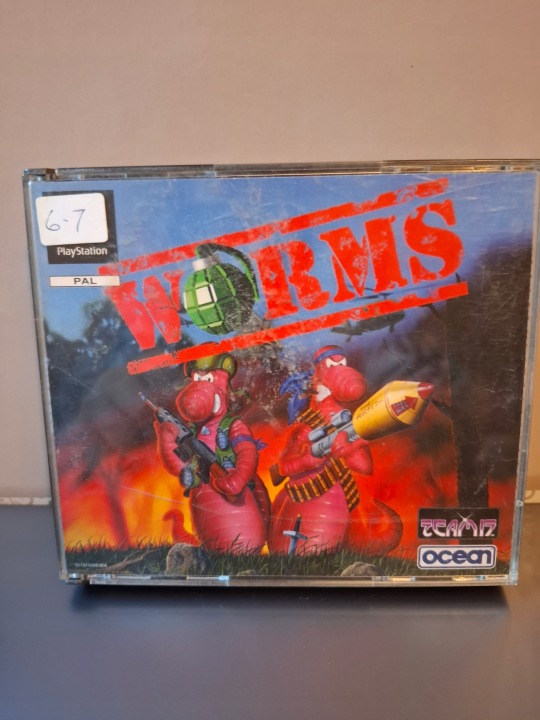 6-7
PlayStation
PAL
WORMS
TEAM17
ocean